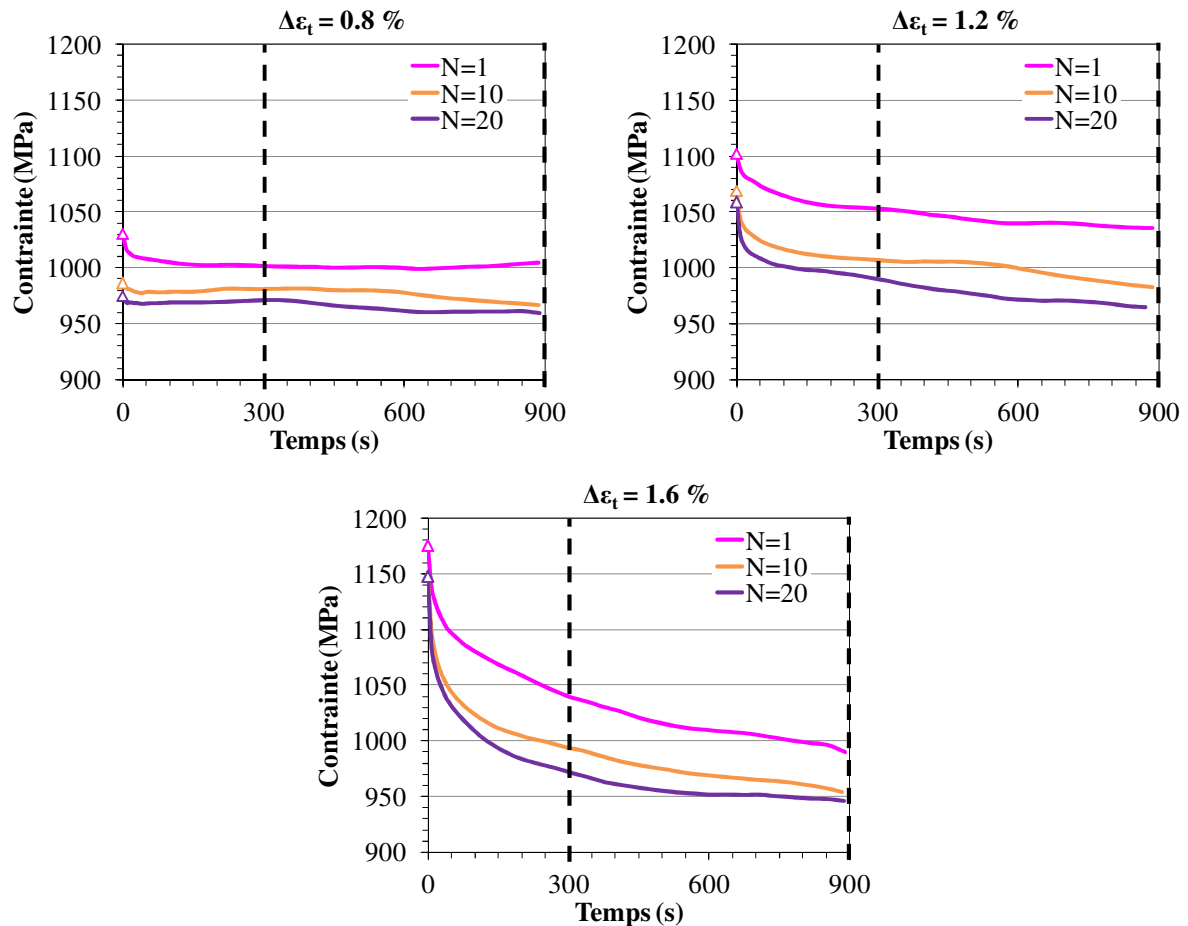 Δεt = 0.8 %
Contrainte (MPa)
1200
1150
1100
1050
1000
950
900
N=1
N=10
N=20
0
300
600
900
Temps (s)
Δεt = 1.2 %
Contrainte (MPa)
1200
1150
1100
1050
1000
950
900
N=1
N=10
N=20
0
300
600
900
Temps (s)
Δεt = 1.6 %
Contrainte (MPa)
1200
1150
1100
1050
1000
950
900
N=1
N=10
N=20
0
300
600
900
Temps (s)